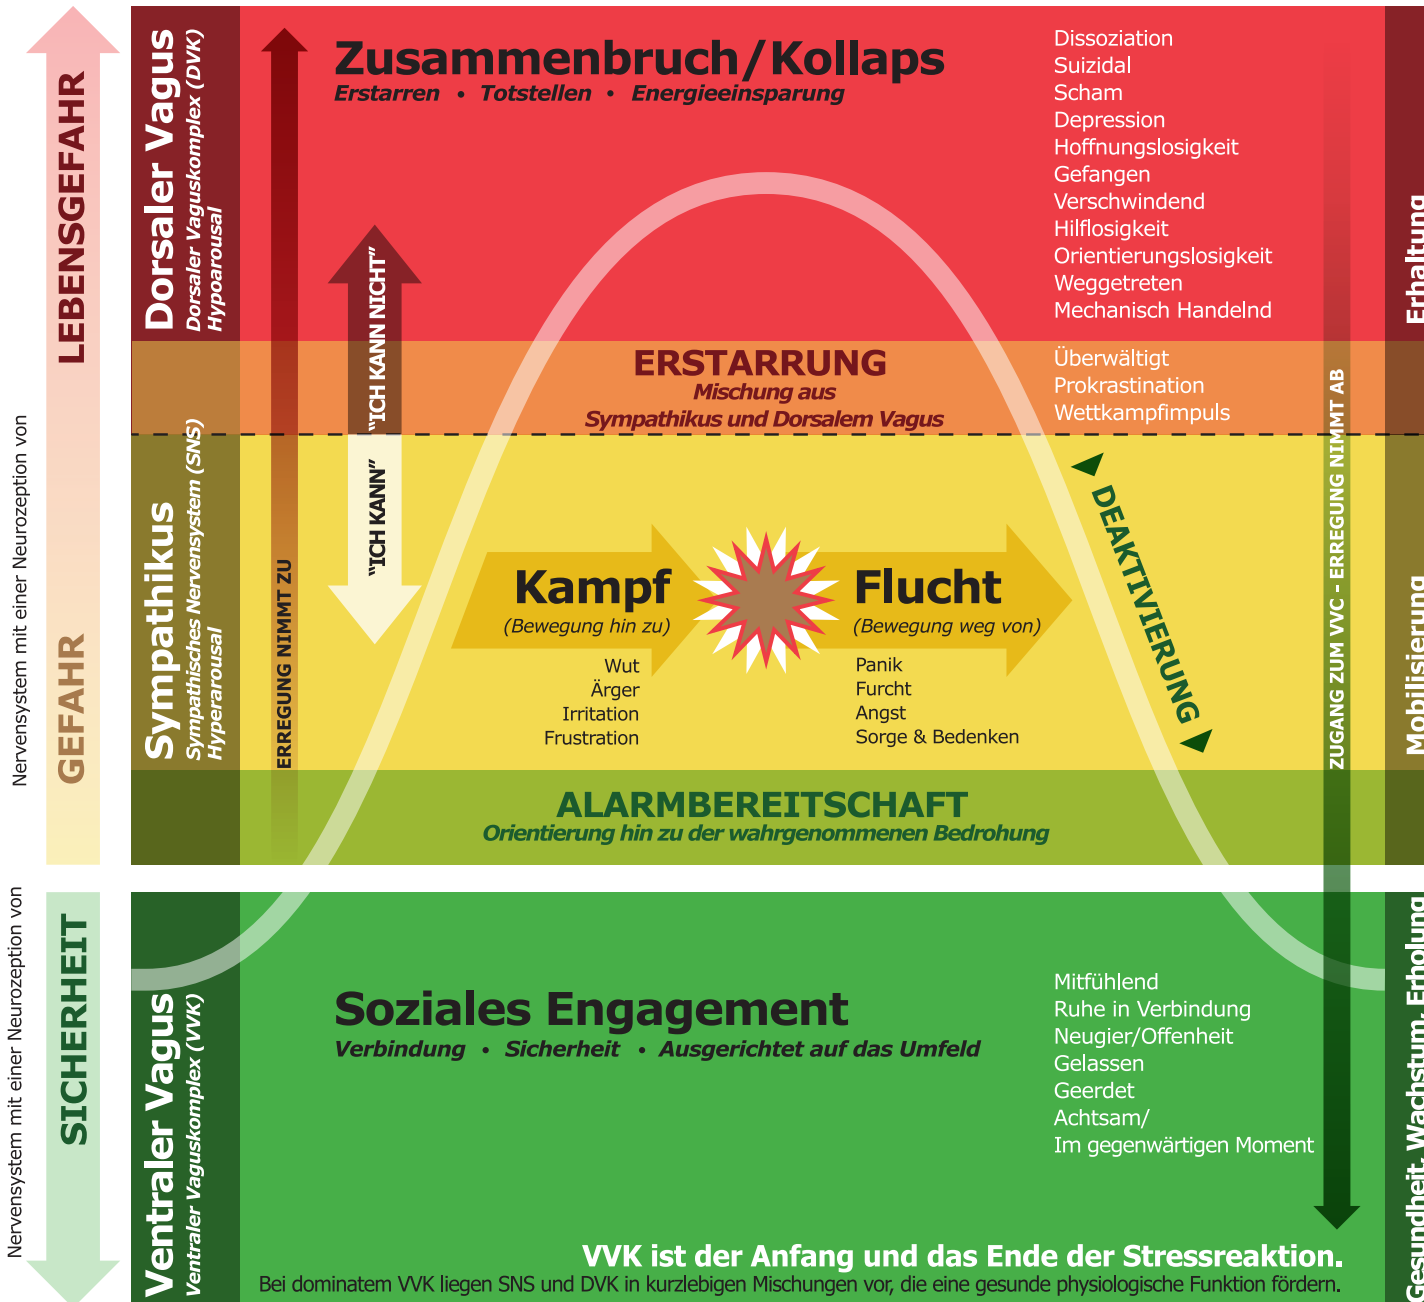 Nervensystem mit einer Neurozeption von
LEBENSGEFAHR
GEFAHR
Dorsaler Vagus
Dorsaler Vaguskomplex (DVK)
Hypoarousal
Zusammenbruch/Kollaps
Erstarren • Totstellen • Energieeinsparung
Dissoziation
Suizidal
Scham
Depression
Hoffnungslosigkeit
Gefangen
Verschwindend
Hilflosigkeit
Orientierungslosigkeit
Weggetreten
Mechanisch Handelnd
Erhaltung
"ICH KANN NICHT"
"ICH KANN"
ERREGUNG NIMMT ZU
ERSTARRUNG
Mischung aus
Sympathikus und Dorsalem Vagus
Überwältigt
Prokrastination
Wettkampfimpuls
Sympathikus
Sympathisches Nervensystem (SNS)
Hyperarousal
Kampf
(Bewegung hin zu)
Wut
Ärger
Irritation
Frustration
Flucht
(Bewegung weg von)
Panik
Furcht
Angst
Sorge & Bedenken
DEAKTIVIERUNG
ZUGANG ZUM VVC - ERREGUNG NIMMT AB
Mobilisierung
ALARMBEREITSCHAFT
Orientierung hin zu der wahrgenommenen Bedrohung
Nervensystem mit einer Neurozeption von
SICHERHEIT
Ventraler Vagus
Ventraler Vaguskomplex (VVK)
Soziales Engagement
Verbindung • Sicherheit • Ausgerichtet auf das Umfeld
Mitfühlend
Ruhe in Verbindung
Neugier/Offenheit
Gelassen
Geerdet
Achtsam/
Im gegenwärtigen Moment
Gesundheit, Wachstum, Erholung
VVK ist der Anfang und das Ende der Stressreaktion.
Bei dominatem VVK liegen SNS und DVK in kurzlebigen Mischungen vor, die eine gesunde physiologische Funktion fördern.